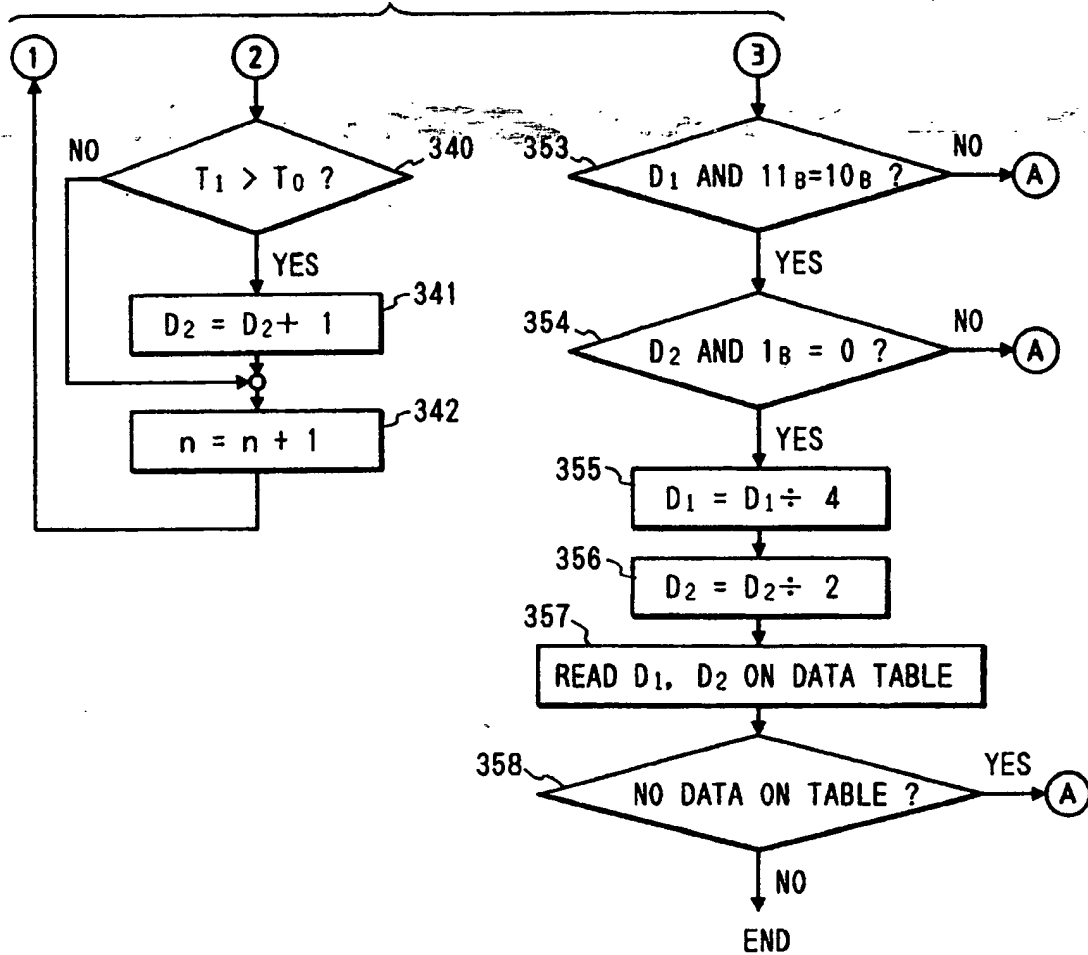 1
2
3
T1 > T0 ?
340
NO
YES
D2 = D2+ 1
341
n = n + 1
342
353
D1 AND 11B=10B ?
NO
A
YES
354
D2 AND 1B = 0 ?
NO
A
YES
355
D1 = D1÷ 4
356
D2 = D2÷ 2
357
READ D1, D2 ON DATA TABLE
358
NO DATA ON TABLE ?
YES
A
NO
END